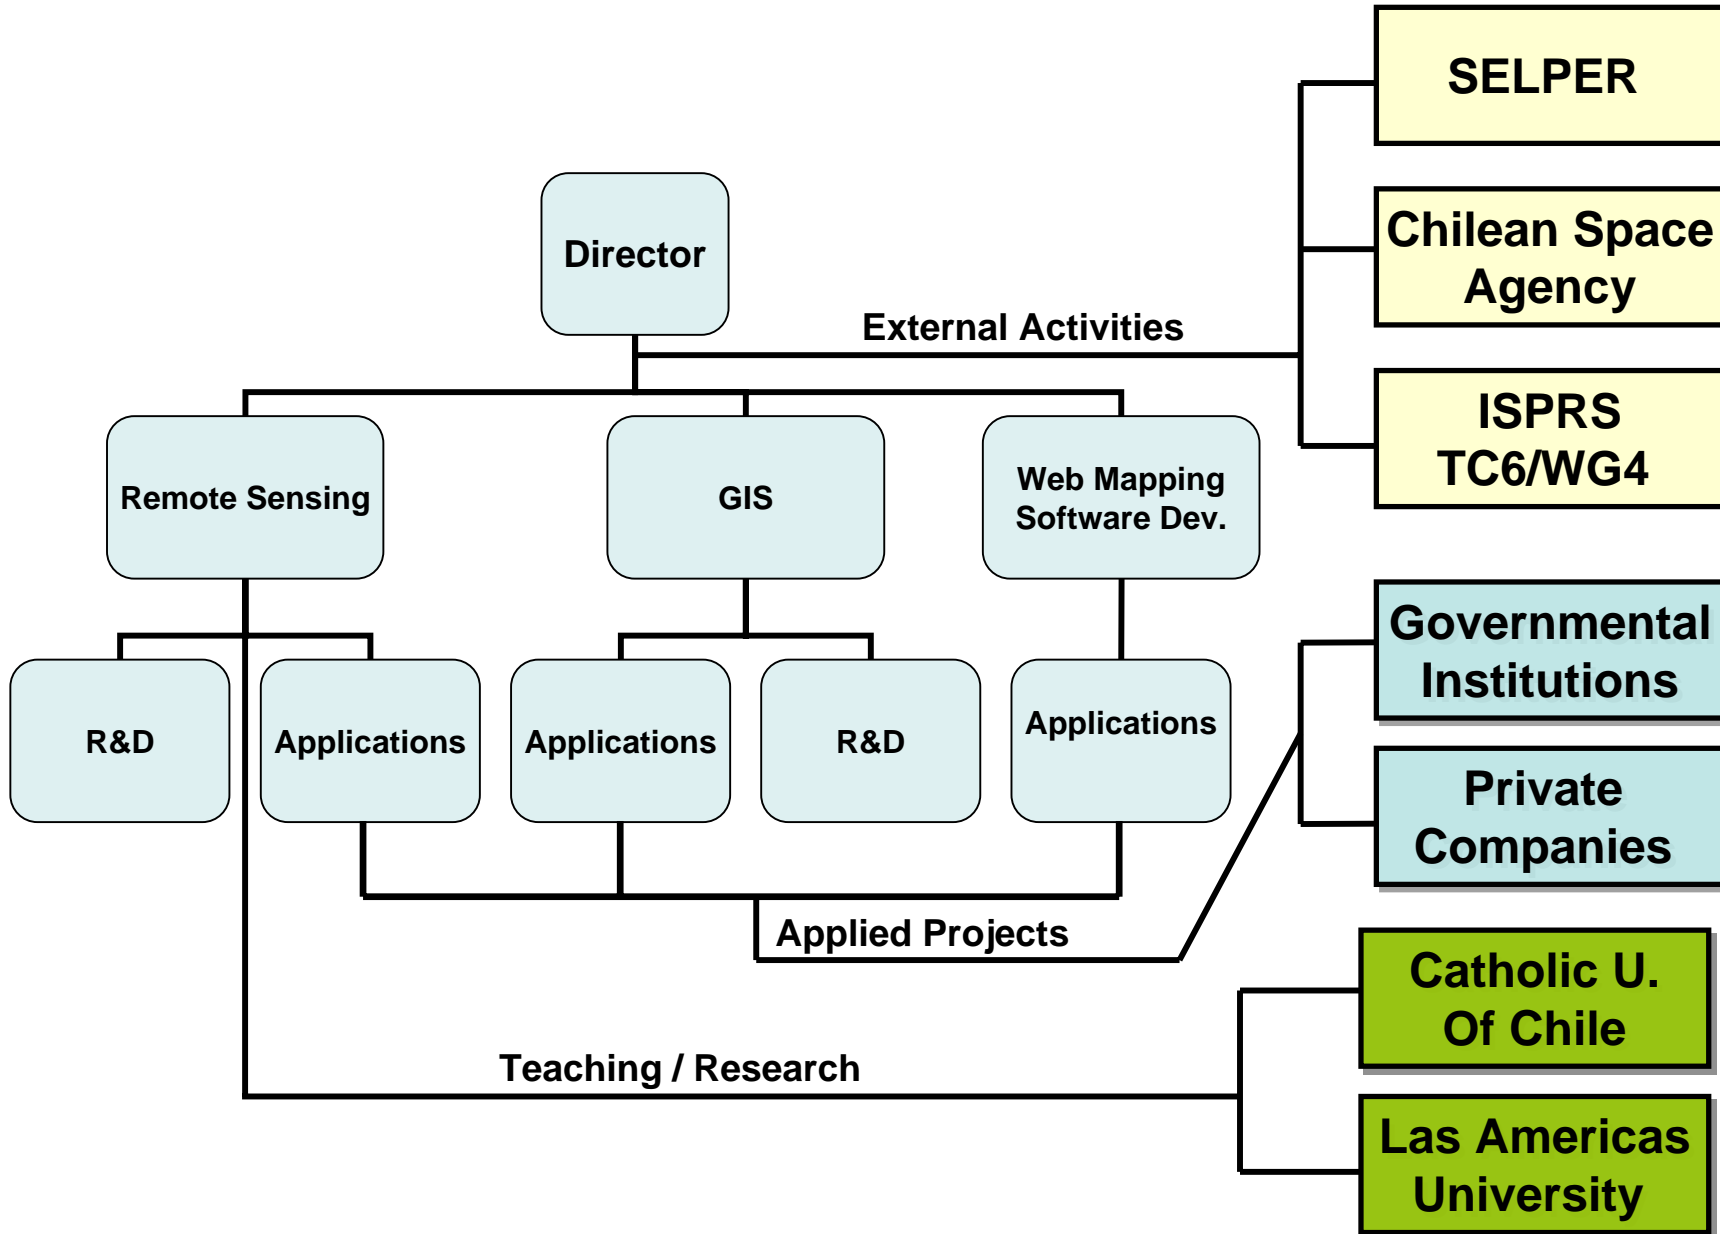 SELPER
Chilean Space
Agency
Director
External Activities
ISPRS
TC6/WG4
Remote Sensing
GIS
Web Mapping
Software Dev.
Governmental
Institutions
R&D
Applications
Applications
R&D
Applications
Private
Companies
Applied Projects
Catholic U.
Of Chile
Teaching / Research
Las Americas
University